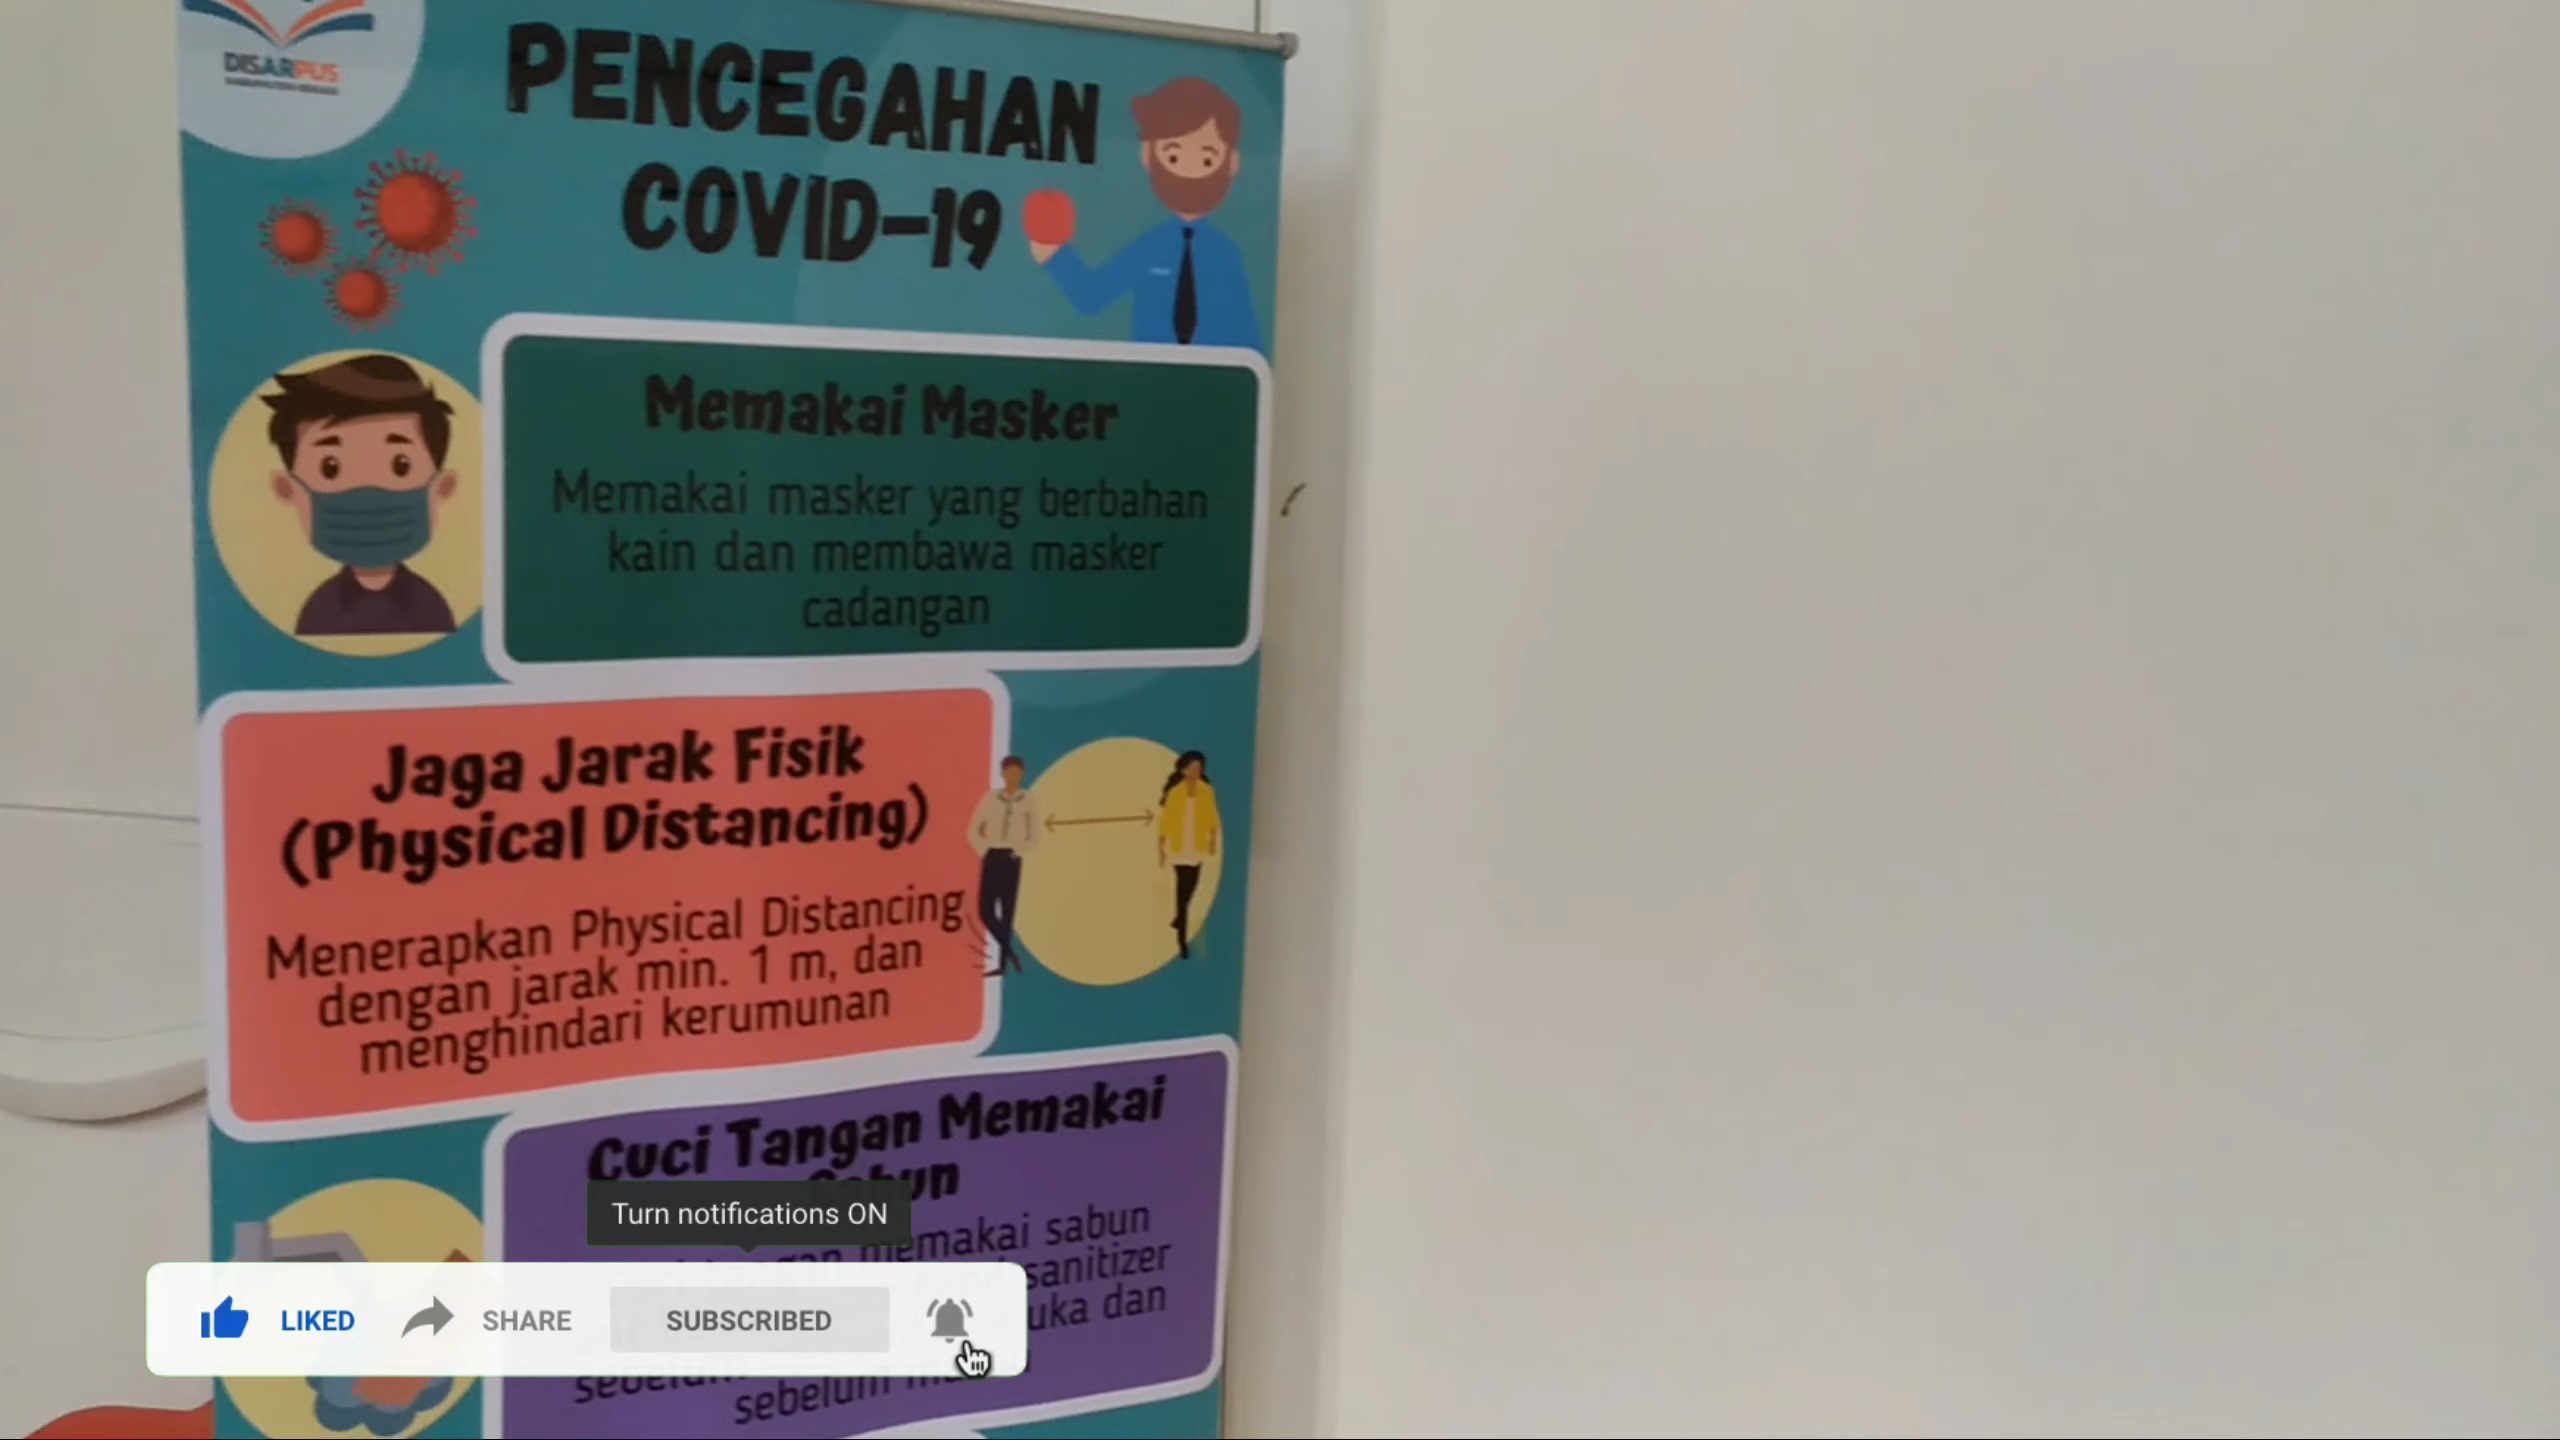 DISARPUS
PENCEGAHAN
COVID-19
Memakai Masker
Memakai masker yang berbahan
kain dan membawa masker
cadangan
Jaga Jarak Fisik
(Physical Distancing)
Menerapkan Physical Distancing
dengan jarak min. 1 m, dan
menghindari kerumunan
Cuci Tangan Memakai
Turn notifications ON
memakai sabun
sanitizer
dan
LIKED
SHARE
SUBSCRIBED
sebelum